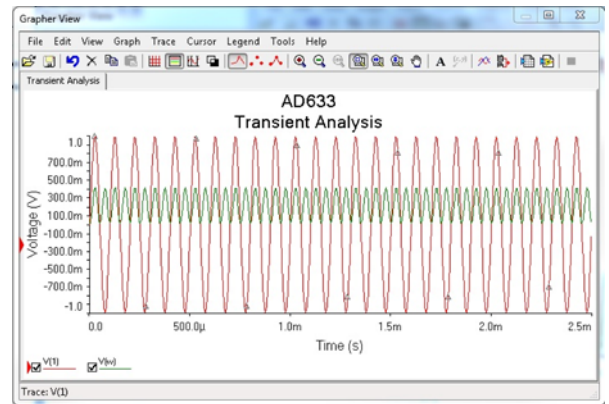 Grapher View
File Edit View Graph Trace Cursor Legend Tools Help
A
Transient Analysis
AD633
Transient Analysis
Voltage (V)
1.0
700.0m
500.0m
300.0m
100.0m
-100.0m
-300.0m
-500.0m
-700.0m
-1.0
0.0 500.0µ 1.0m 1.5m 2.0m 2.5m
Time (s)
V(1) V(w)
Trace: V(1)